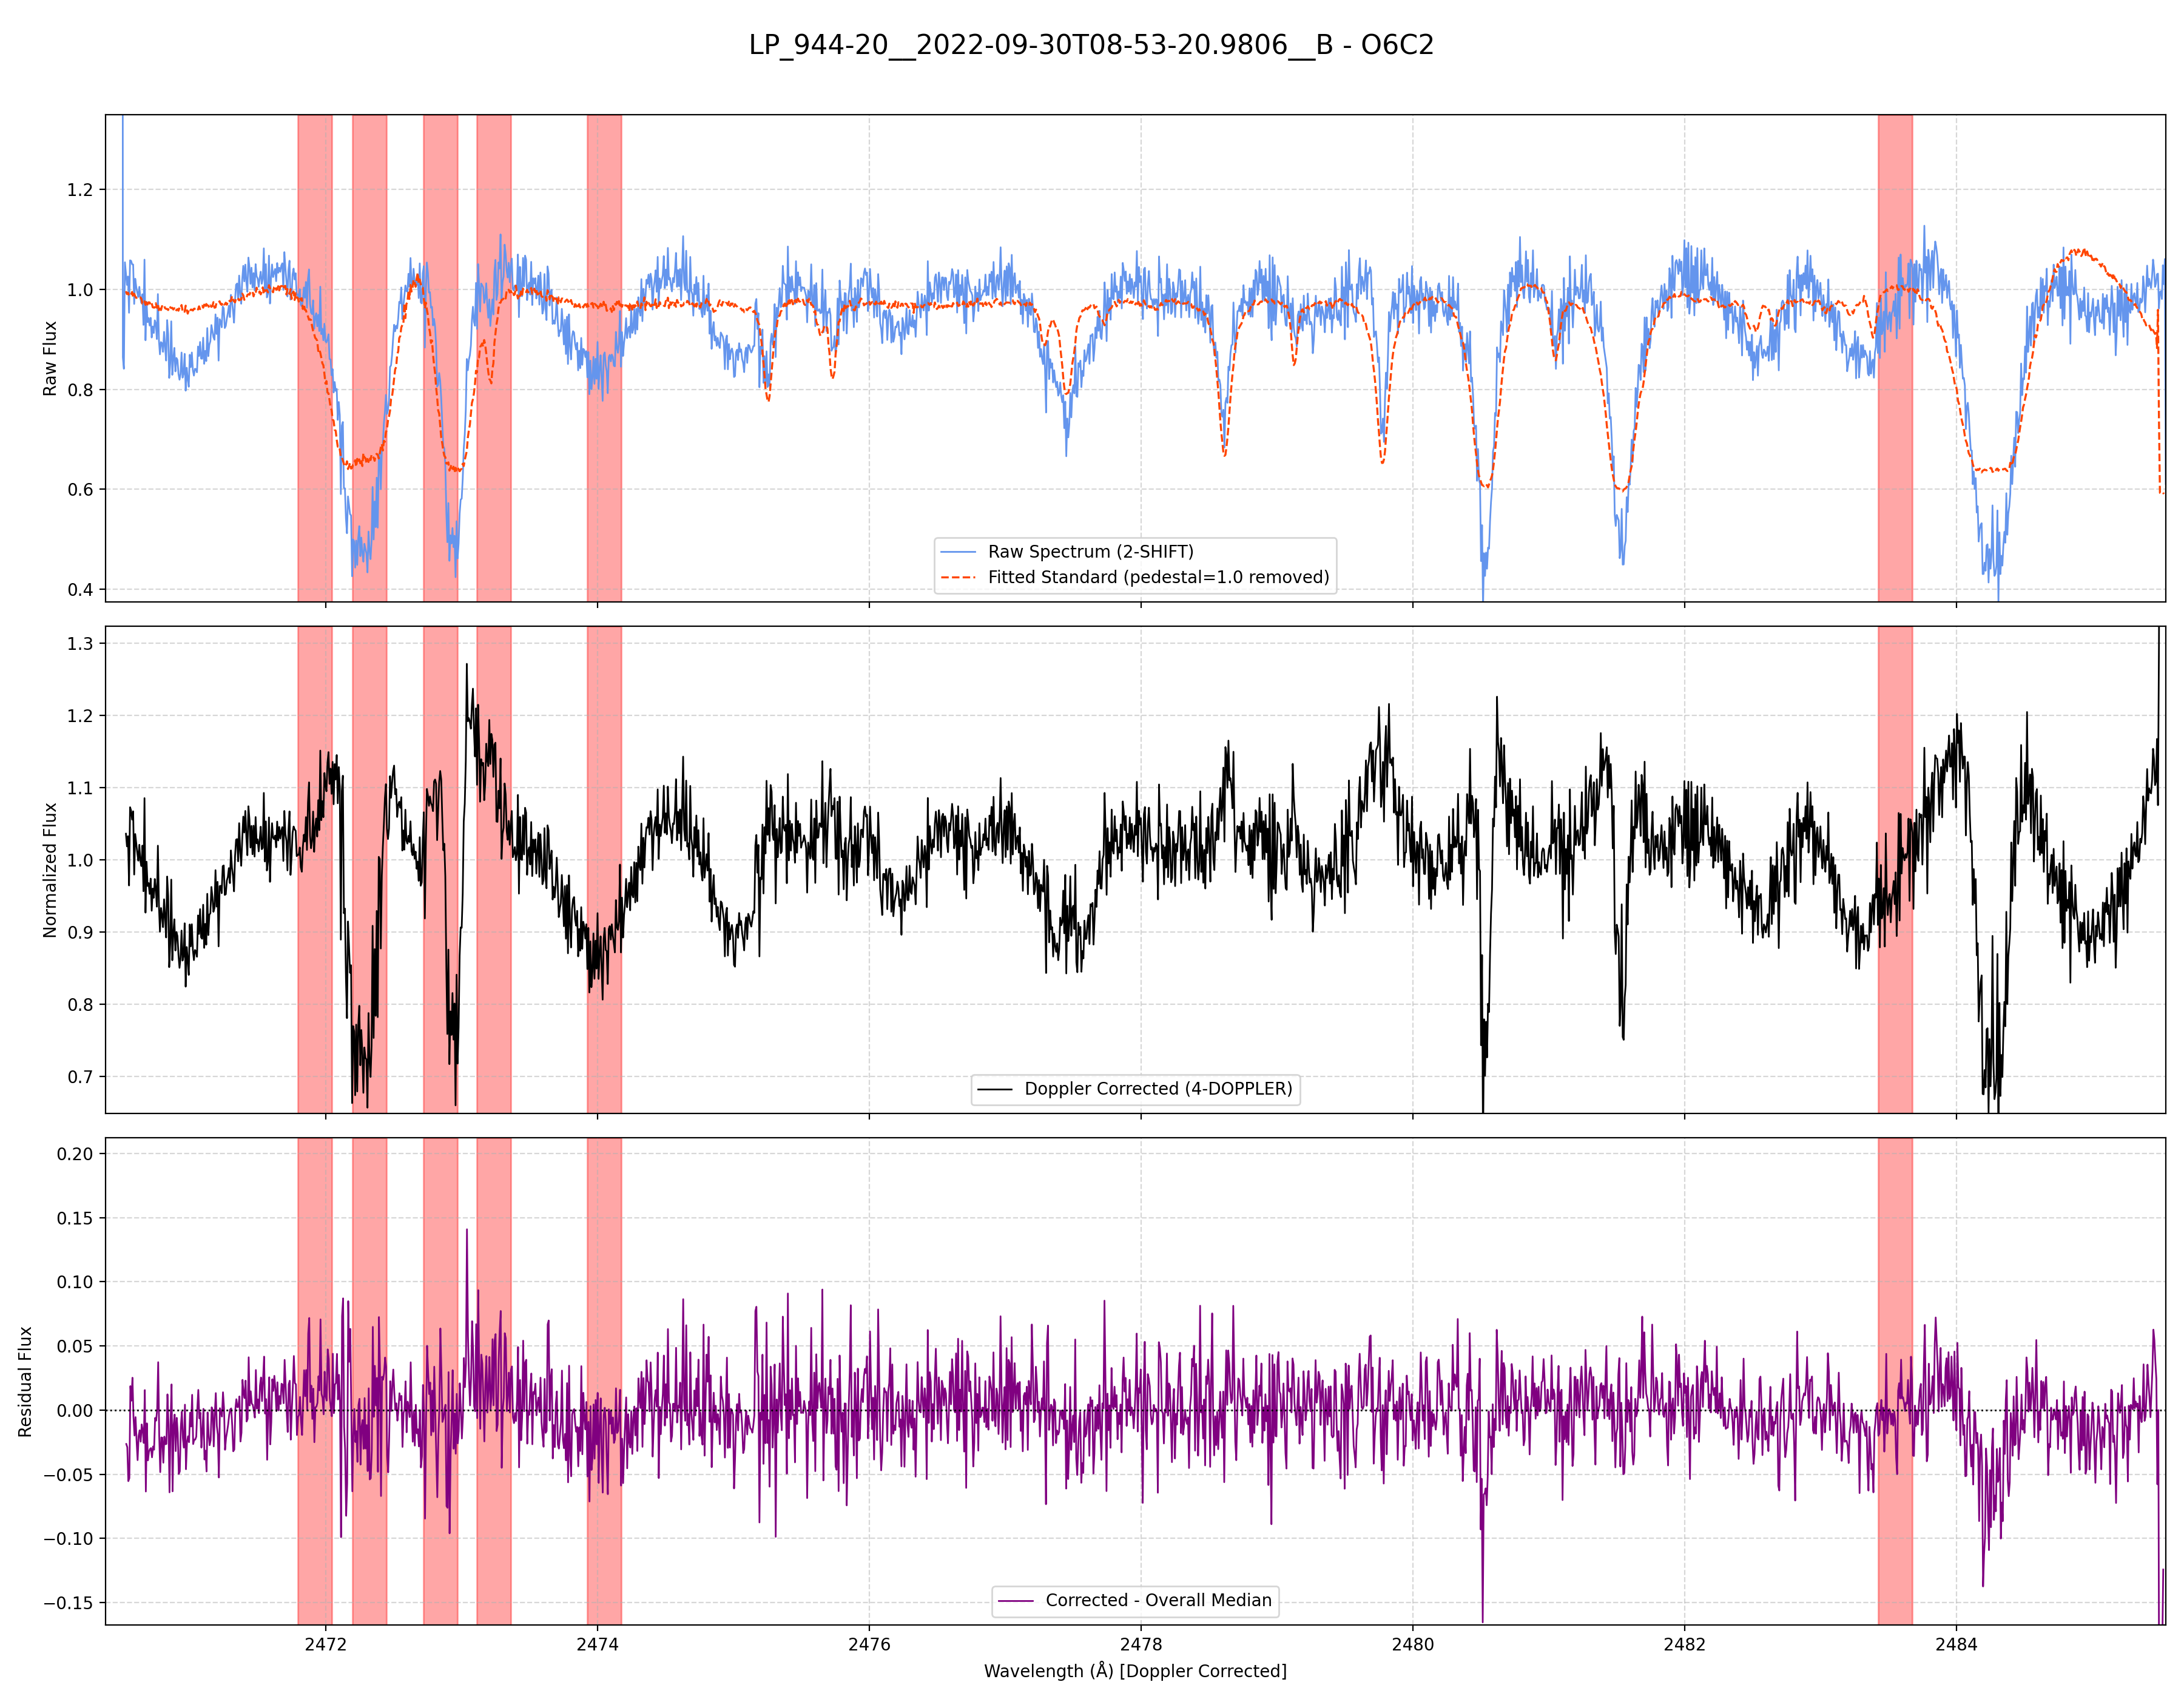 LP_944-20__2022-09-30T08-53-20.9806__B - O6C2
Raw Flux
1.2
1.0
0.8
0.6
0.4
Raw Spectrum (2-SHIFT)
Fitted Standard (pedestal=1.0 removed)
Normalized Flux
1.3
1.2
1.1
1.0
0.9
0.8
0.7
Doppler Corrected (4-DOPPLER)
Residual Flux
0.20
0.15
0.10
0.05
0.00
−0.05
−0.10
−0.15
Corrected - Overall Median
2472 2474 2476 2478 2480 2482 2484
Wavelength (Å) [Doppler Corrected]